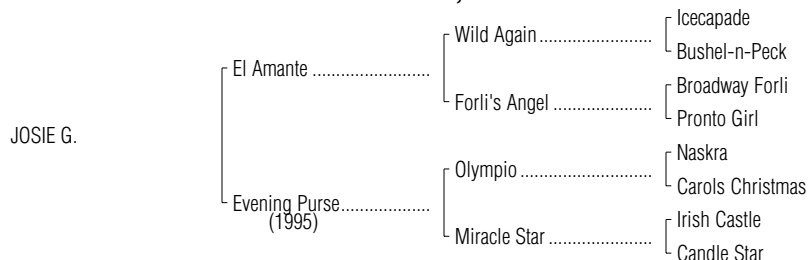 Icecapade
Wild Again........................
Bushel-n-Peck
El Amante ..........................
Broadway Forli
Forli's Angel .....................
Pronto Girl
JOSIE G.
Naskra
Olympio............................
Carols Christmas
Evening Purse....................
(1995)
Irish Castle
Miracle Star ......................
Candle Star